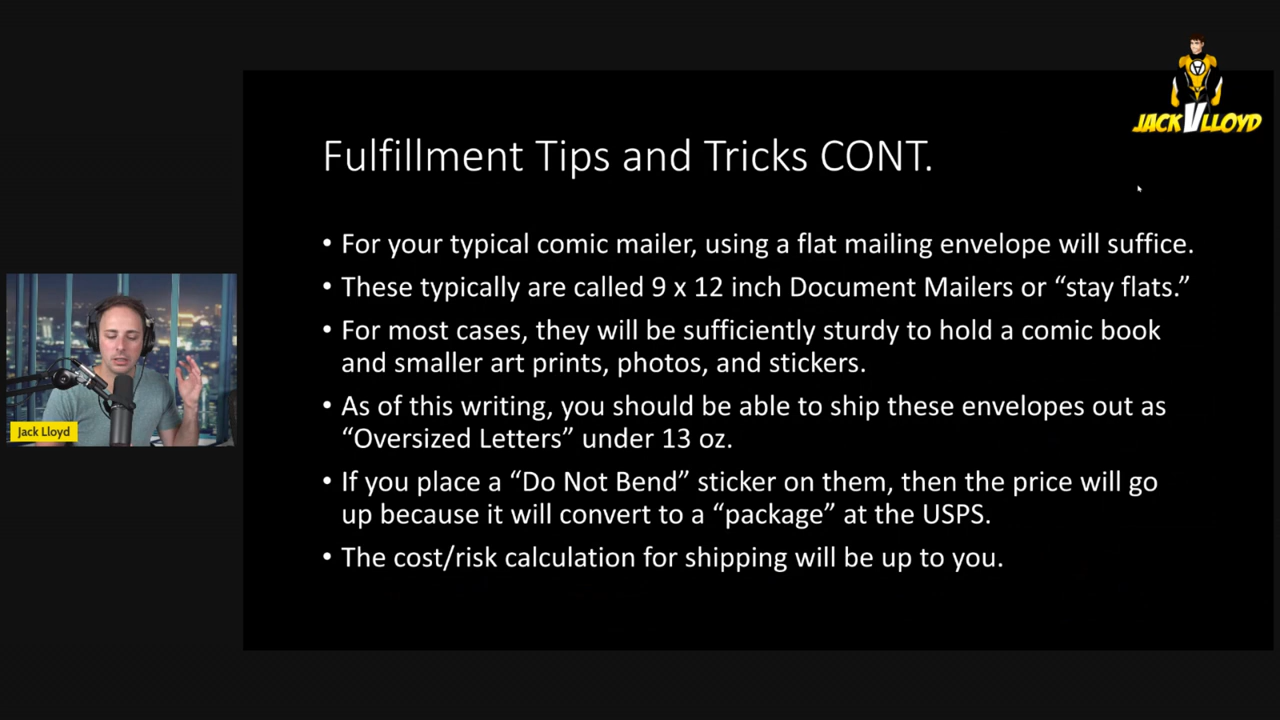 JACK V LLOYD
Fulfillment Tips and Tricks CONT.
• For your typical comic mailer, using a flat mailing envelope will suffice.
• These typically are called 9 x 12 inch Document Mailers or “stay flats.”
• For most cases, they will be sufficiently sturdy to hold a comic book
and smaller art prints, photos, and stickers.
• As of this writing, you should be able to ship these envelopes out as
“Oversized Letters” under 13 oz.
• If you place a “Do Not Bend” sticker on them, then the price will go
up because it will convert to a “package” at the USPS.
• The cost/risk calculation for shipping will be up to you.
Jack Lloyd